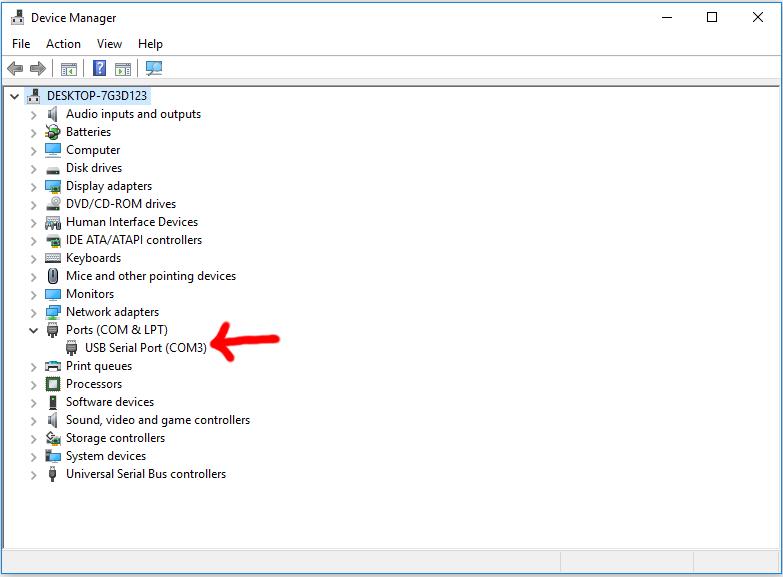 Device Manager
File Action View Help
?
DESKTOP-7G3D123
Audio inputs and outputs
Batteries
Computer
Disk drives
Display adapters
DVD/CD-ROM drives
Human Interface Devices
IDE ATA/ATAPI controllers
Keyboards
Mice and other pointing devices
Monitors
Network adapters
Ports (COM & LPT)
USB Serial Port (COM3)
Print queues
Processors
Software devices
Sound, video and game controllers
Storage controllers
System devices
Universal Serial Bus controllers